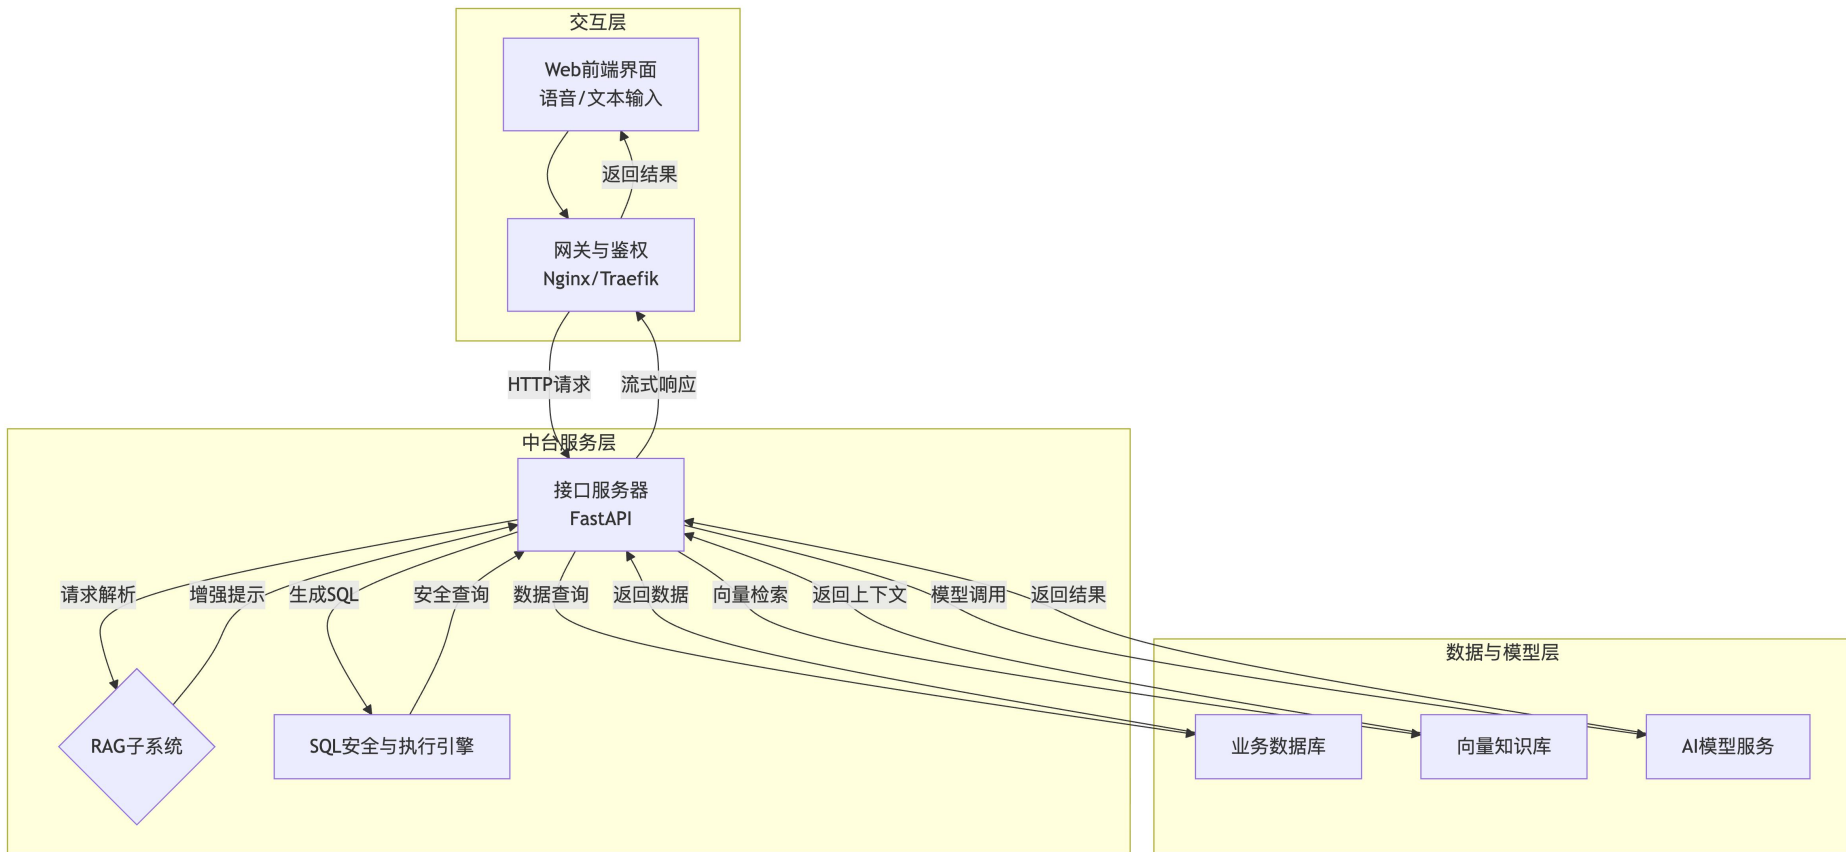 交互层
Web前端界面
语音/文本输入
返回结果
网关与鉴权
Nginx/Traefik
HTTP请求
流式响应
中台服务层
接口服务器
FastAPI
请求解析
增强提示
生成SQL
安全查询
数据查询
返回数据
向量检索
返回上下文
模型调用
返回结果
数据与模型层
RAG子系统
SQL安全与执行引擎
业务数据库
向量知识库
AI模型服务